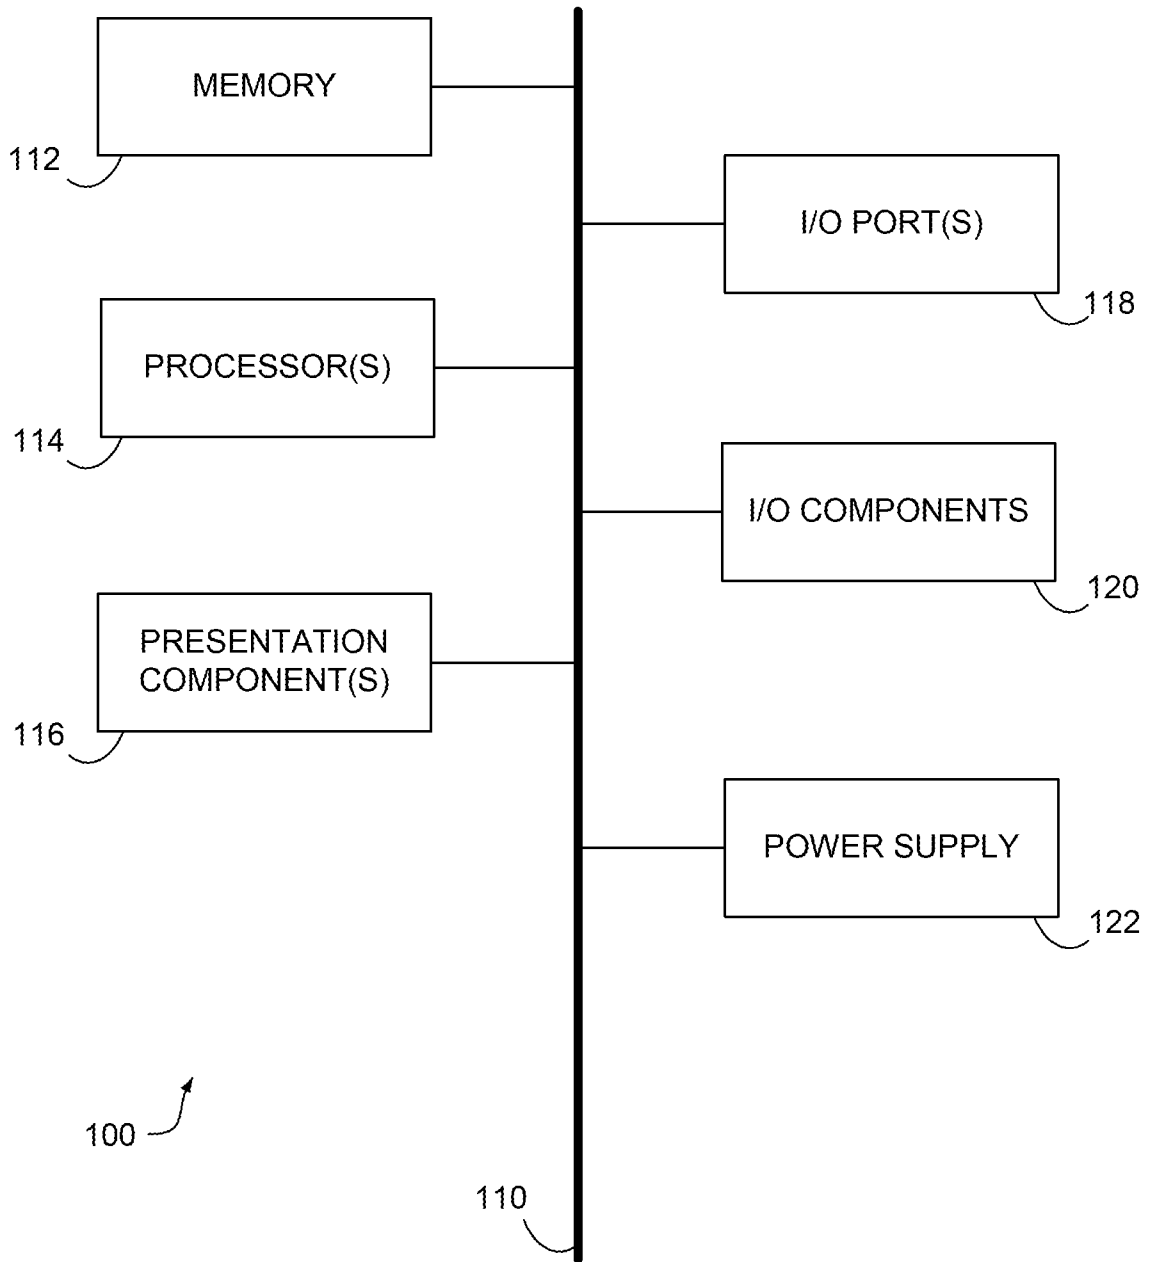 MEMORY
112
I/O PORT(S)
118
PROCESSOR(S)
114
I/O COMPONENTS
120
PRESENTATION
COMPONENT(S)
116
POWER SUPPLY
122
100
110